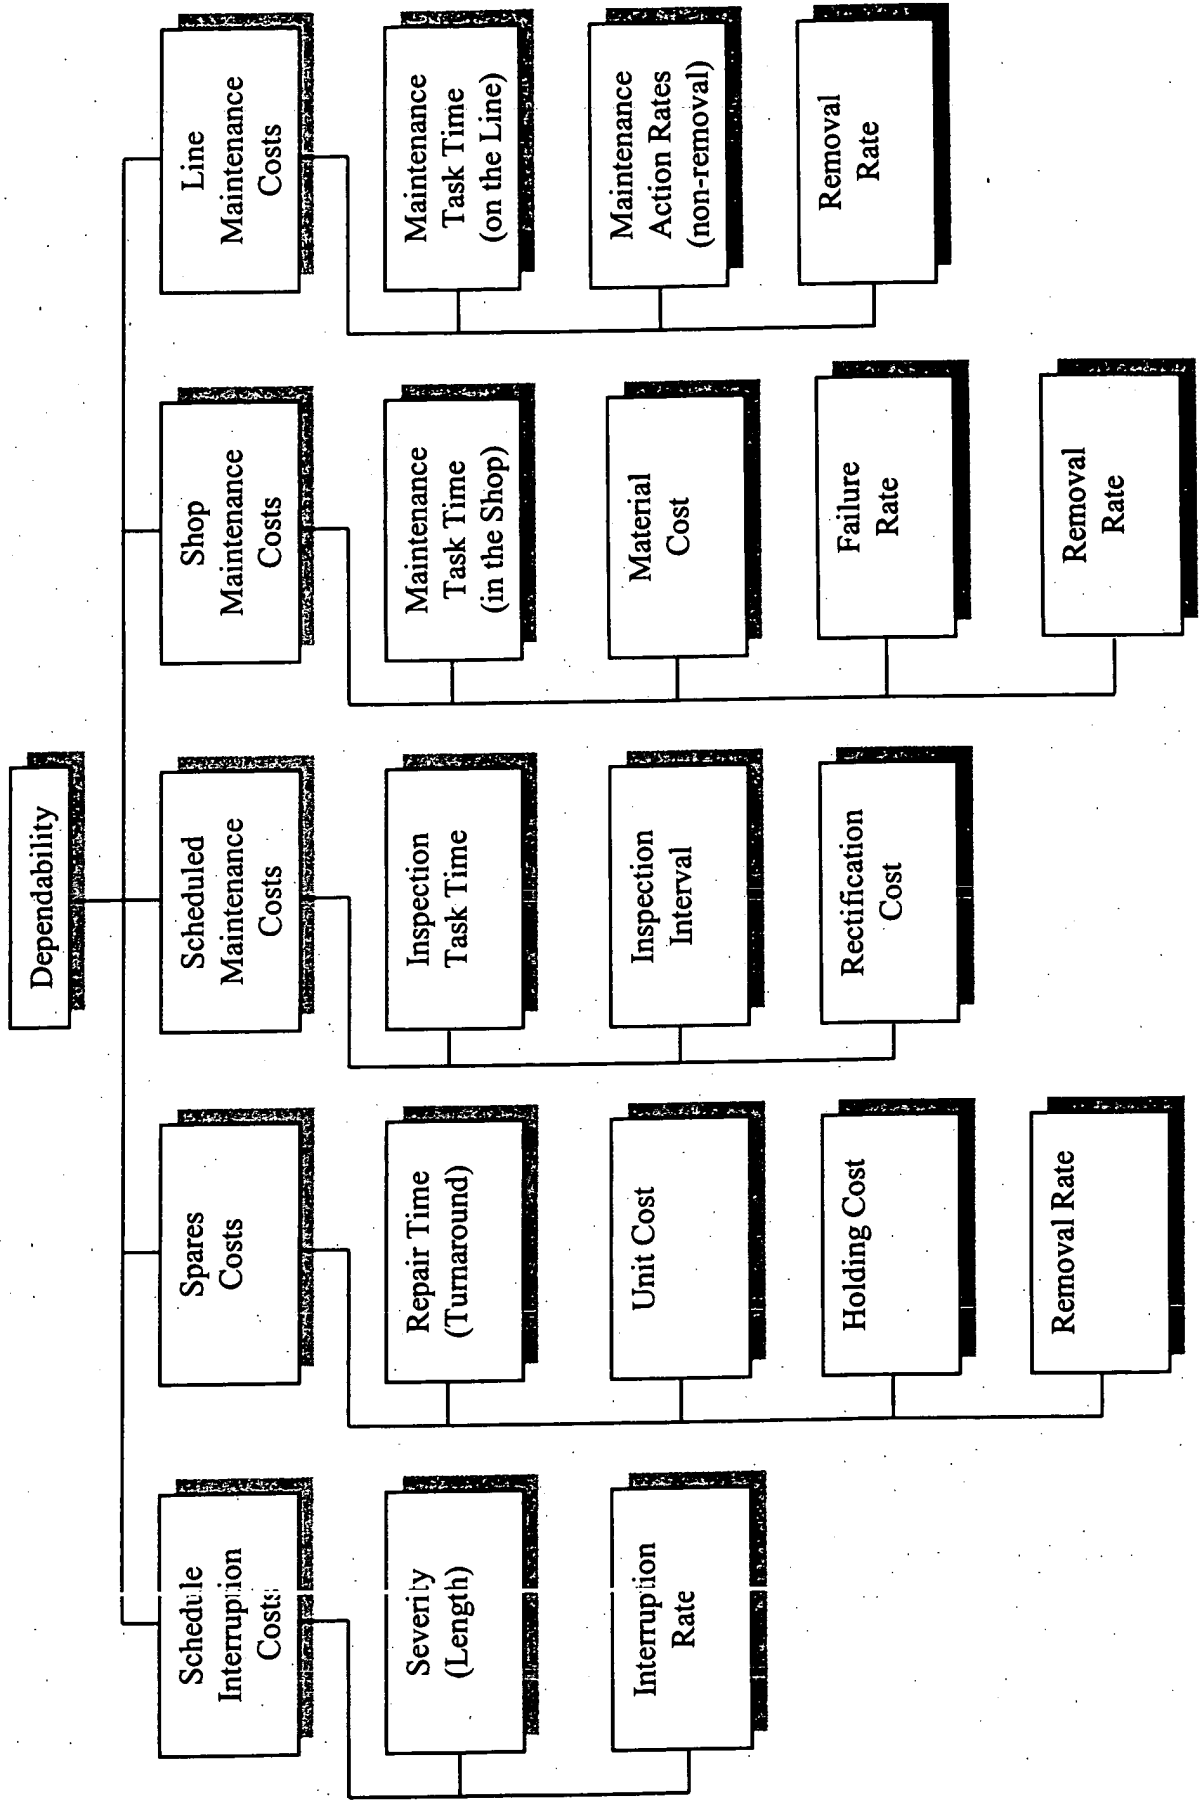 Dependability
Schedule
Interruption
Costs
Severity
(Length)
Interruption
Rate
Spares
Costs
Repair Time
(Turnaround)
Unit Cost
Holding Cost
Removal Rate
Scheduled
Maintenance
Costs
Inspection
Task Time
Inspection
Interval
Rectification
Cost
Shop
Maintenance
Costs
Maintenance
Task Time
(in the Shop)
Material
Cost
Failure
Rate
Removal
Rate
Line
Maintenance
Costs
Maintenance
Task Time
(on the Line)
Maintenance
Action Rates
(non-removal)
Removal
Rate